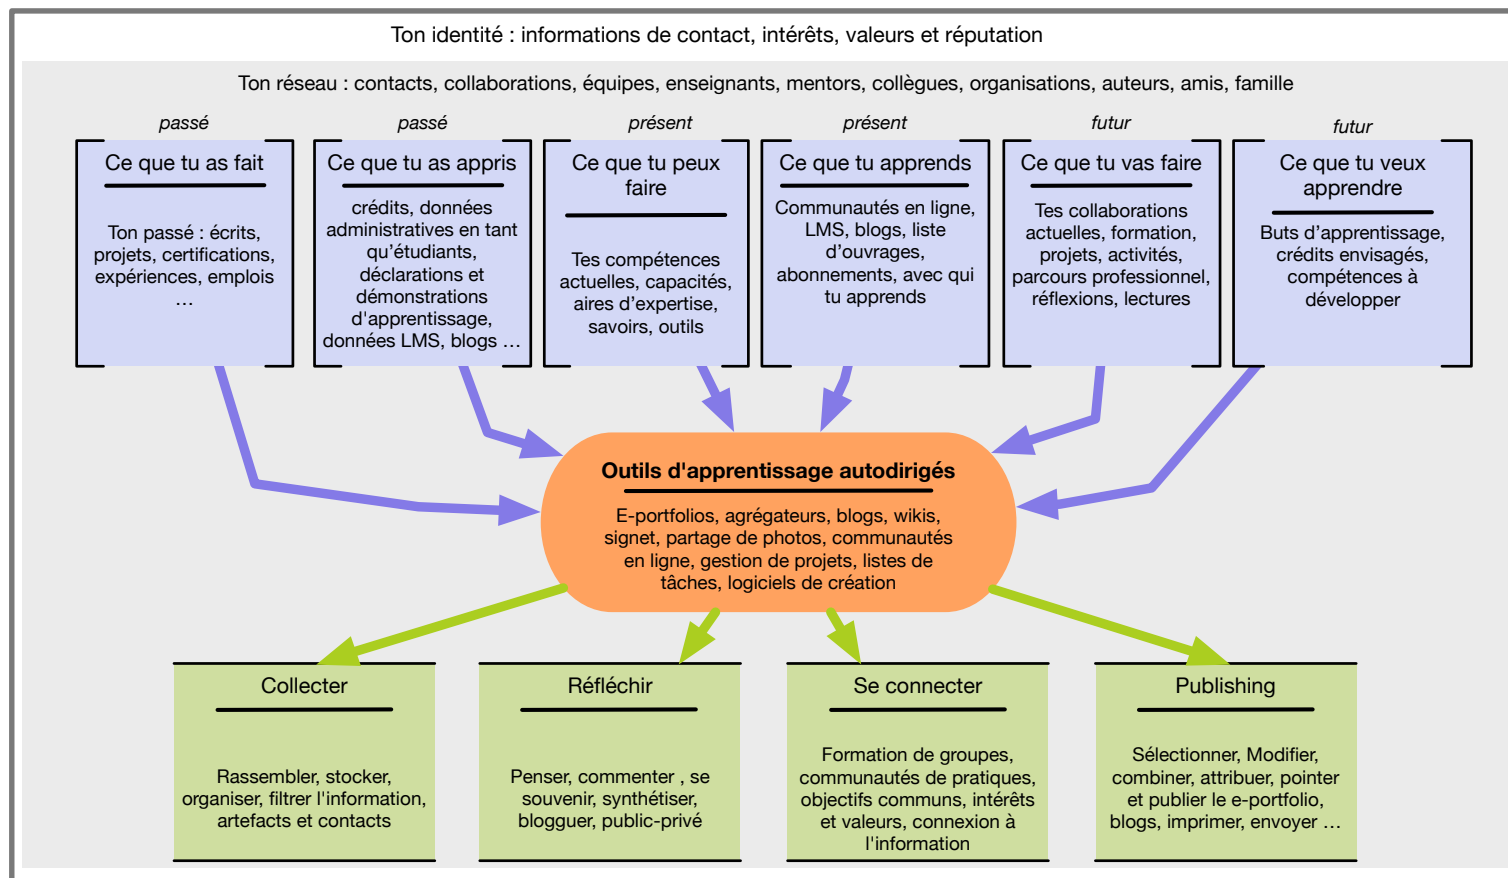 Ton identité : informations de contact, intérêts, valeurs et réputation
Ton réseau : contacts, collaborations, équipes, enseignants, mentors, collègues, organisations, auteurs, amis, famille
passé
Ce que tu as fait
Ton passé : écrits,
projets, certifications,
expériences, emplois
…
passé
Ce que tu as appris
crédits, données
administratives en tant
qu'étudiants,
déclarations et
démonstrations
d'apprentissage,
données LMS, blogs …
présent
Ce que tu peux
faire
Tes compétences
actuelles, capacités,
aires d'expertise,
savoirs, outils
présent
Ce que tu apprends
Communautés en ligne,
LMS, blogs, liste
d'ouvrages,
abonnements, avec qui
tu apprends
futur
Ce que tu vas faire
Tes collaborations
actuelles, formation,
projets, activités,
parcours professionnel,
réflexions, lectures
futur
Ce que tu veux
apprendre
Buts d'apprentissage,
crédits envisagés,
compétences à
développer
Outils d'apprentissage autodirigés
E-portfolios, agrégateurs, blogs, wikis,
signet, partage de photos, communautés
en ligne, gestion de projets, listes de
tâches, logiciels de création
Collecter
Rassembler, stocker,
organiser, filtrer l'information,
artefacts et contacts
Réfléchir
Penser, commenter , se
souvenir, synthétiser,
blogguer, public-privé
Se connecter
Formation de groupes,
communautés de pratiques,
objectifs communs, intérêts
et valeurs, connexion à
l'information
Publishing
Sélectionner, Modifier,
combiner, attribuer, pointer
et publier le e-portfolio,
blogs, imprimer, envoyer …